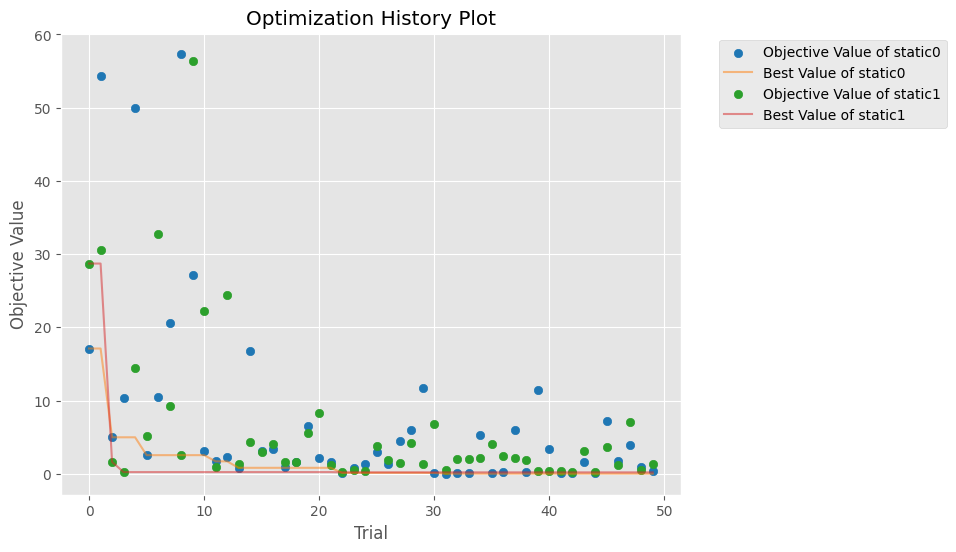 Optimization History Plot
Objective Value
60
50
40
30
20
10
0
0 10 20 30 40 50
Trial
Objective Value of static0
Best Value of static0
Objective Value of static1
Best Value of static1